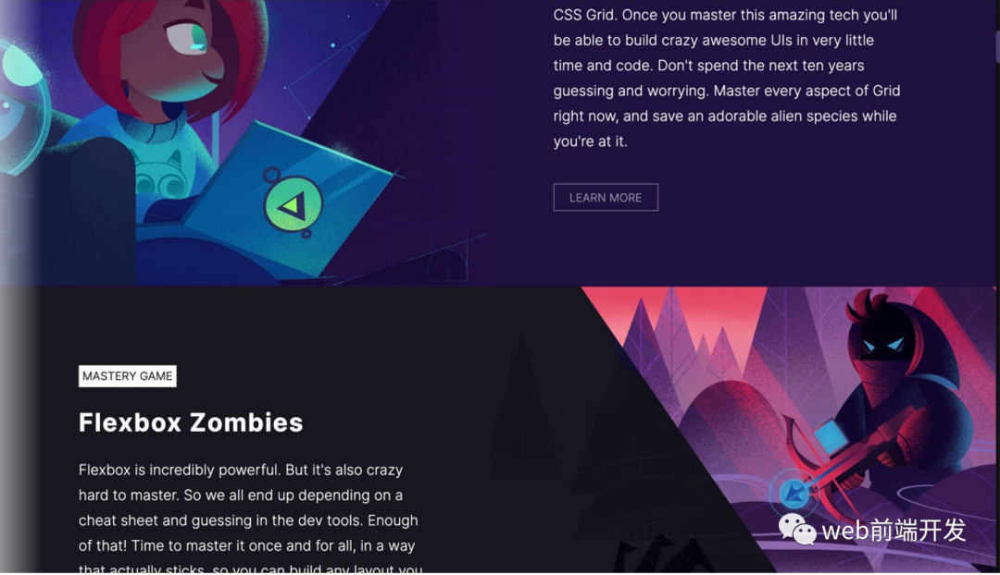 CSS Grid. Once you master this amazing tech you'll
be able to build crazy awesome UIs in very little
time and code. Don't spend the next ten years
guessing and worrying. Master every aspect of Grid
right now, and save an adorable alien species while
you're at it.
LEARN MORE
MASTERY GAME
Flexbox Zombies
Flexbox is incredibly powerful. But it's also crazy
hard to master. So we all end up depending on a
cheat sheet and guessing in the dev tools. Enough
of that! Time to master it once and for all, in a way
that actually sticks, so you can build any layout you
web前端开发